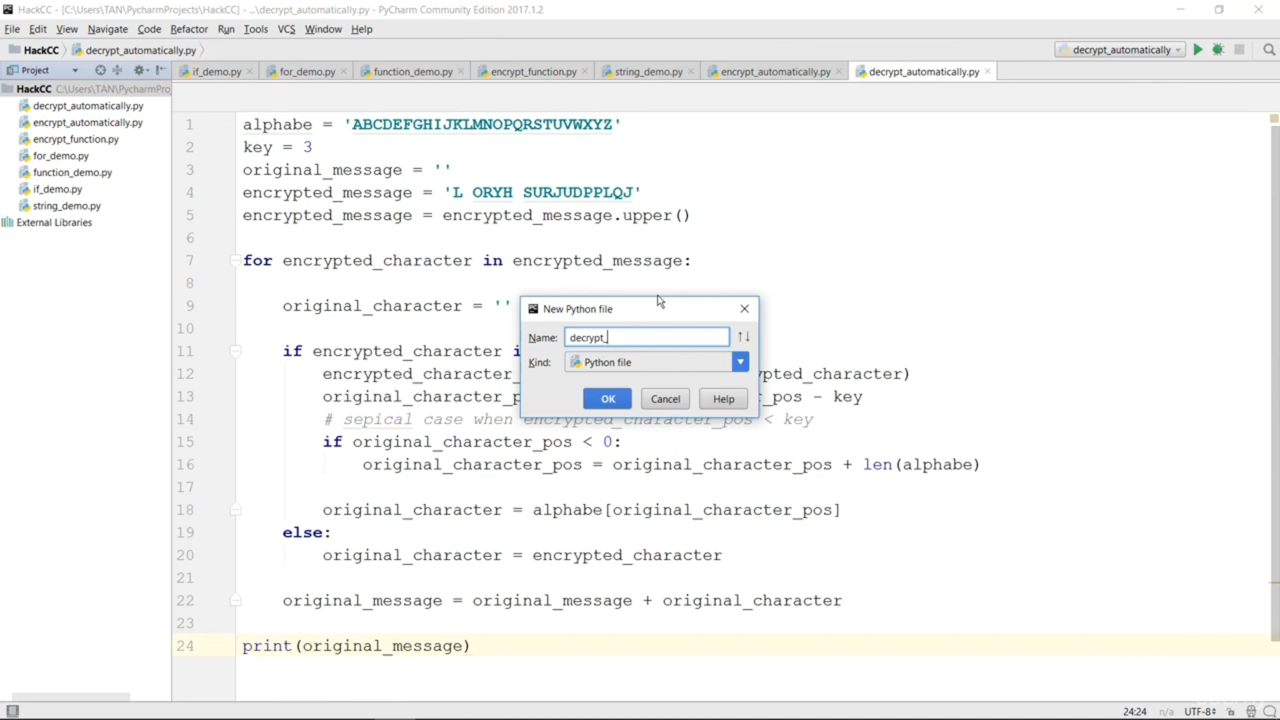 HackCC - [C:\Users\TAN\PycharmProjects\HackCC] - ...\decrypt_automatically.py - PyCharm Community Edition 2017.1.2
File Edit View Navigate Code Refactor Run Tools VCS Window Help
HackCC decrypt_automatically.py decrypt_automatically
Project if_demo.py for_demo.py function_demo.py encrypt_function.py string_demo.py encrypt_automatically.py decrypt_automatically.py
HackCC C:\Users\TAN\PycharmPro
decrypt_automatically.py
encrypt_automatically.py
encrypt_function.py
for_demo.py
function_demo.py
if_demo.py
string_demo.py
External Libraries
1 alphabe = 'ABCDEFGHIJKLMNOPQRSTUVWXYZ'
2 key = 3
3 original_message = ''
4 encrypted_message = 'L ORYH SURJUDPPLQJ'
5 encrypted_message = encrypted_message.upper()
6
7 for encrypted_character in encrypted_message:
8
9 original_character = ''
10
11 if encrypted_character i
12 encrypted_character_ ypted_character)
13 original_character_p _pos - key
14 # sepical case when encrypted_character_pos < key
15 if original_character_pos < 0:
16 original_character_pos = original_character_pos + len(alphabe)
17
18 original_character = alphabe[original_character_pos]
19 else:
20 original_character = encrypted_character
21
22 original_message = original_message + original_character
23
24 print(original_message)
New Python file
Name: decrypt_
Kind: Python file
OK Cancel Help
24:24 n/a UTF-8